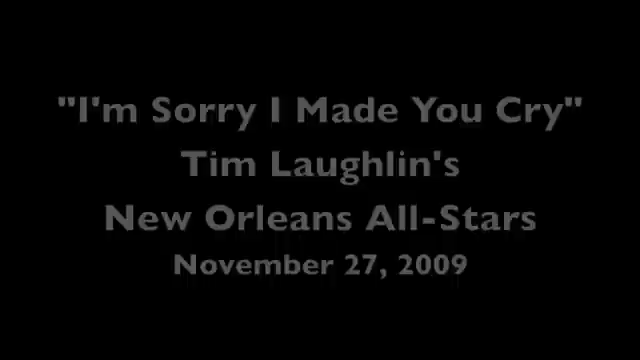 "I'm Sorry I Made You Cry"
Tim Laughlin's
New Orleans All-Stars
November 27, 2009